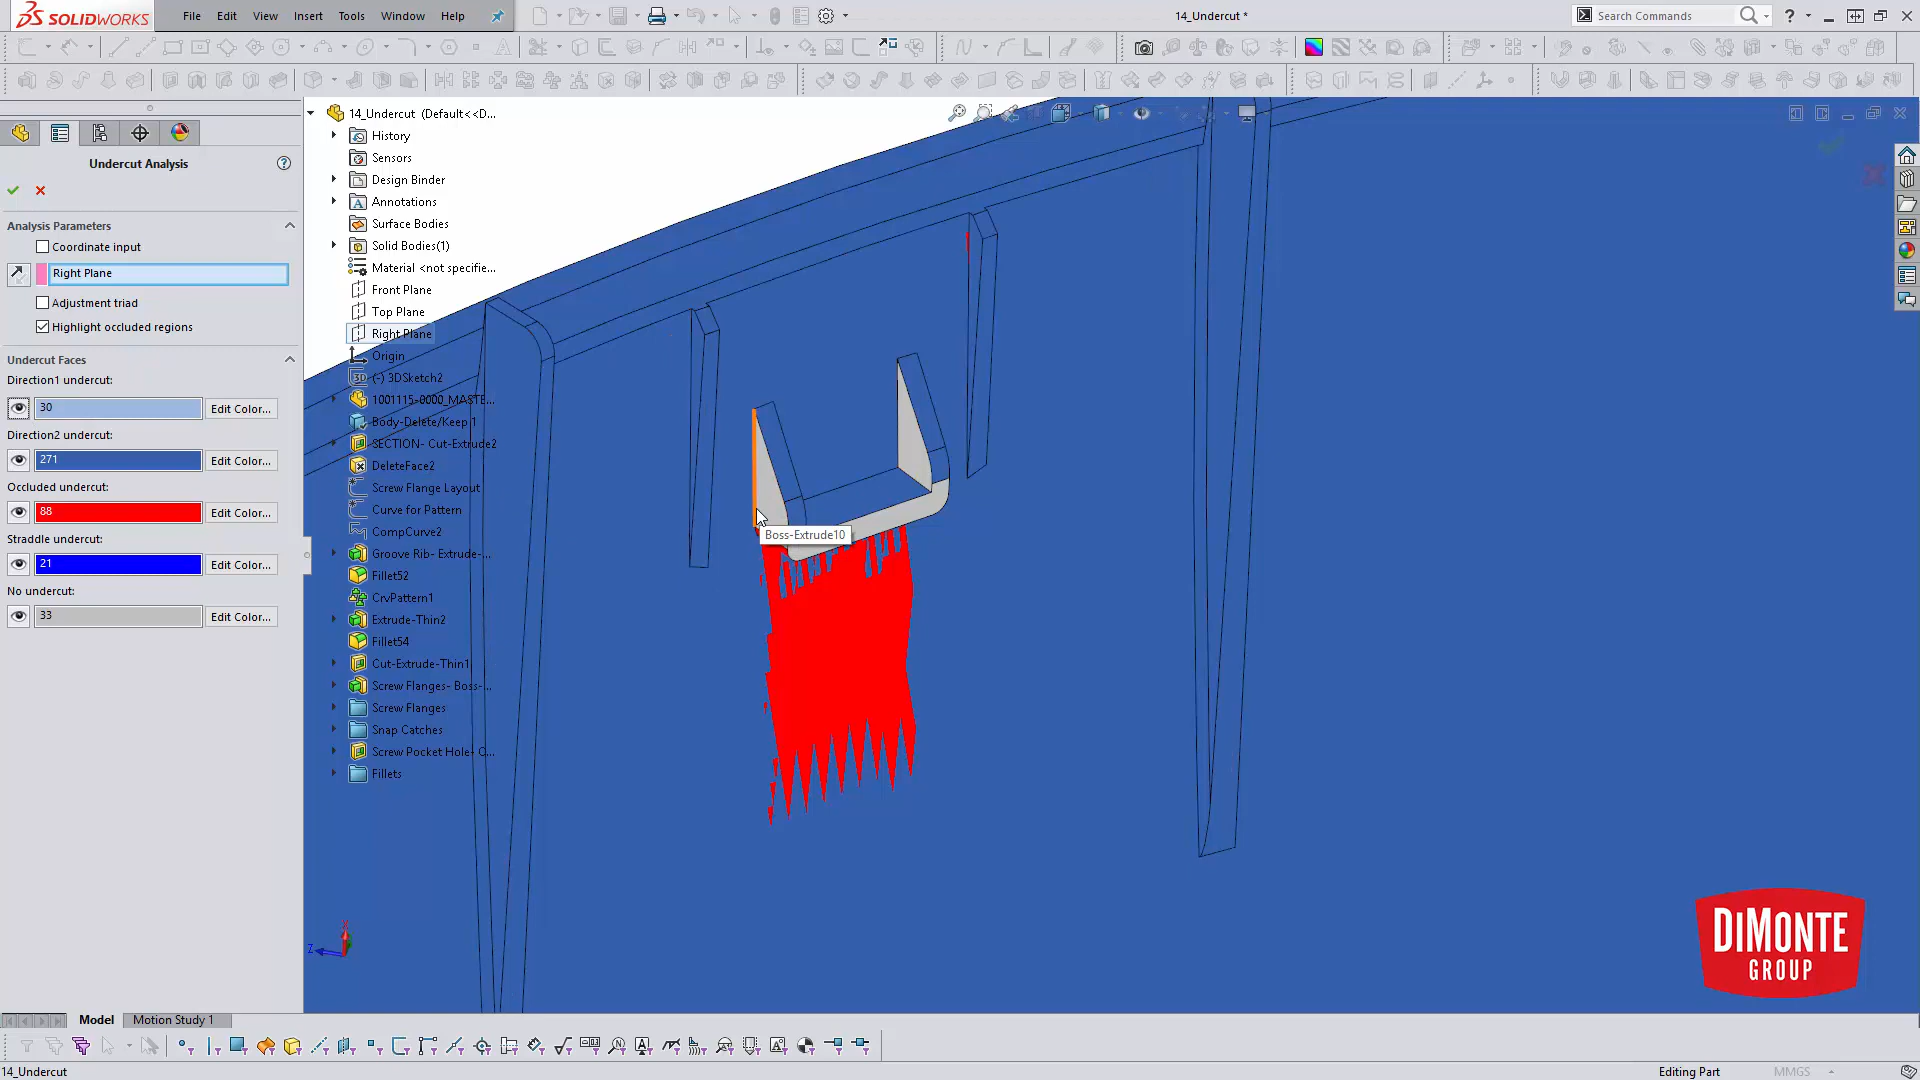 SOLIDWORKS
File Edit View Insert Tools Window Help
14_Undercut *
Search Commands
Undercut Analysis
Analysis Parameters
Coordinate input
Right Plane
Adjustment triad
Highlight occluded regions
Undercut Faces
Direction1 undercut:
30 Edit Color...
Direction2 undercut:
271 Edit Color...
Occluded undercut:
88 Edit Color...
Straddle undercut:
21 Edit Color...
No undercut:
33 Edit Color...
14_Undercut (Default<<D...
History
Sensors
Design Binder
Annotations
Surface Bodies
Solid Bodies(1)
Material <not specifie...
Front Plane
Top Plane
Right Plane
Origin
(-) 3DSketch2
1001115-0000_MASTE...
Body-Delete/Keep 1
SECTION- Cut-Extrude2
DeleteFace2
Screw Flange Layout
Curve for Pattern
CompCurve2
Groove Rib- Extrude-...
Fillet52
CrvPattern1
Extrude-Thin2
Fillet54
Cut-Extrude-Thin1
Screw Flanges- Boss-...
Screw Flanges
Snap Catches
Screw Pocket Hole- C...
Fillets
Boss-Extrude10
X
Z
DIMONTE
GROUP
Model Motion Study 1
14_Undercut
Editing Part
MMGS